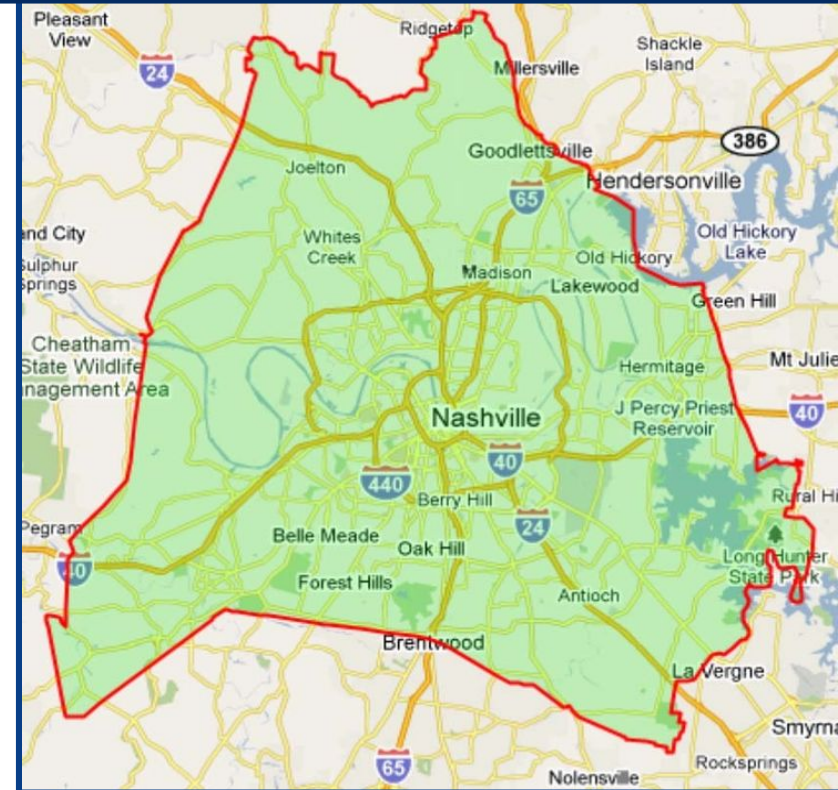 Pleasant
View
Ridgetop
Shackle
Island
24
Millersville
386
Goodlettsville
Joelton
Hendersonville
65
nd City
Whites
Creek
Old Hickory
Lake
Old Hickory
Sulphur
Springs
Madison
Lakewood
Green Hill
Cheatham
State Wildlife
nagement Area
Hermitage
Mt Julie
J Percy Priest
Reservoir
40
Nashville
40
440
Berry Hill
Rural Hi
24
Pegram
Belle Meade
Oak Hill
Long Hunter
State Park
40
Forest Hills
Antioch
Brentwood
La Vergne
Smyrna
65
Nolensville
Rocksprings